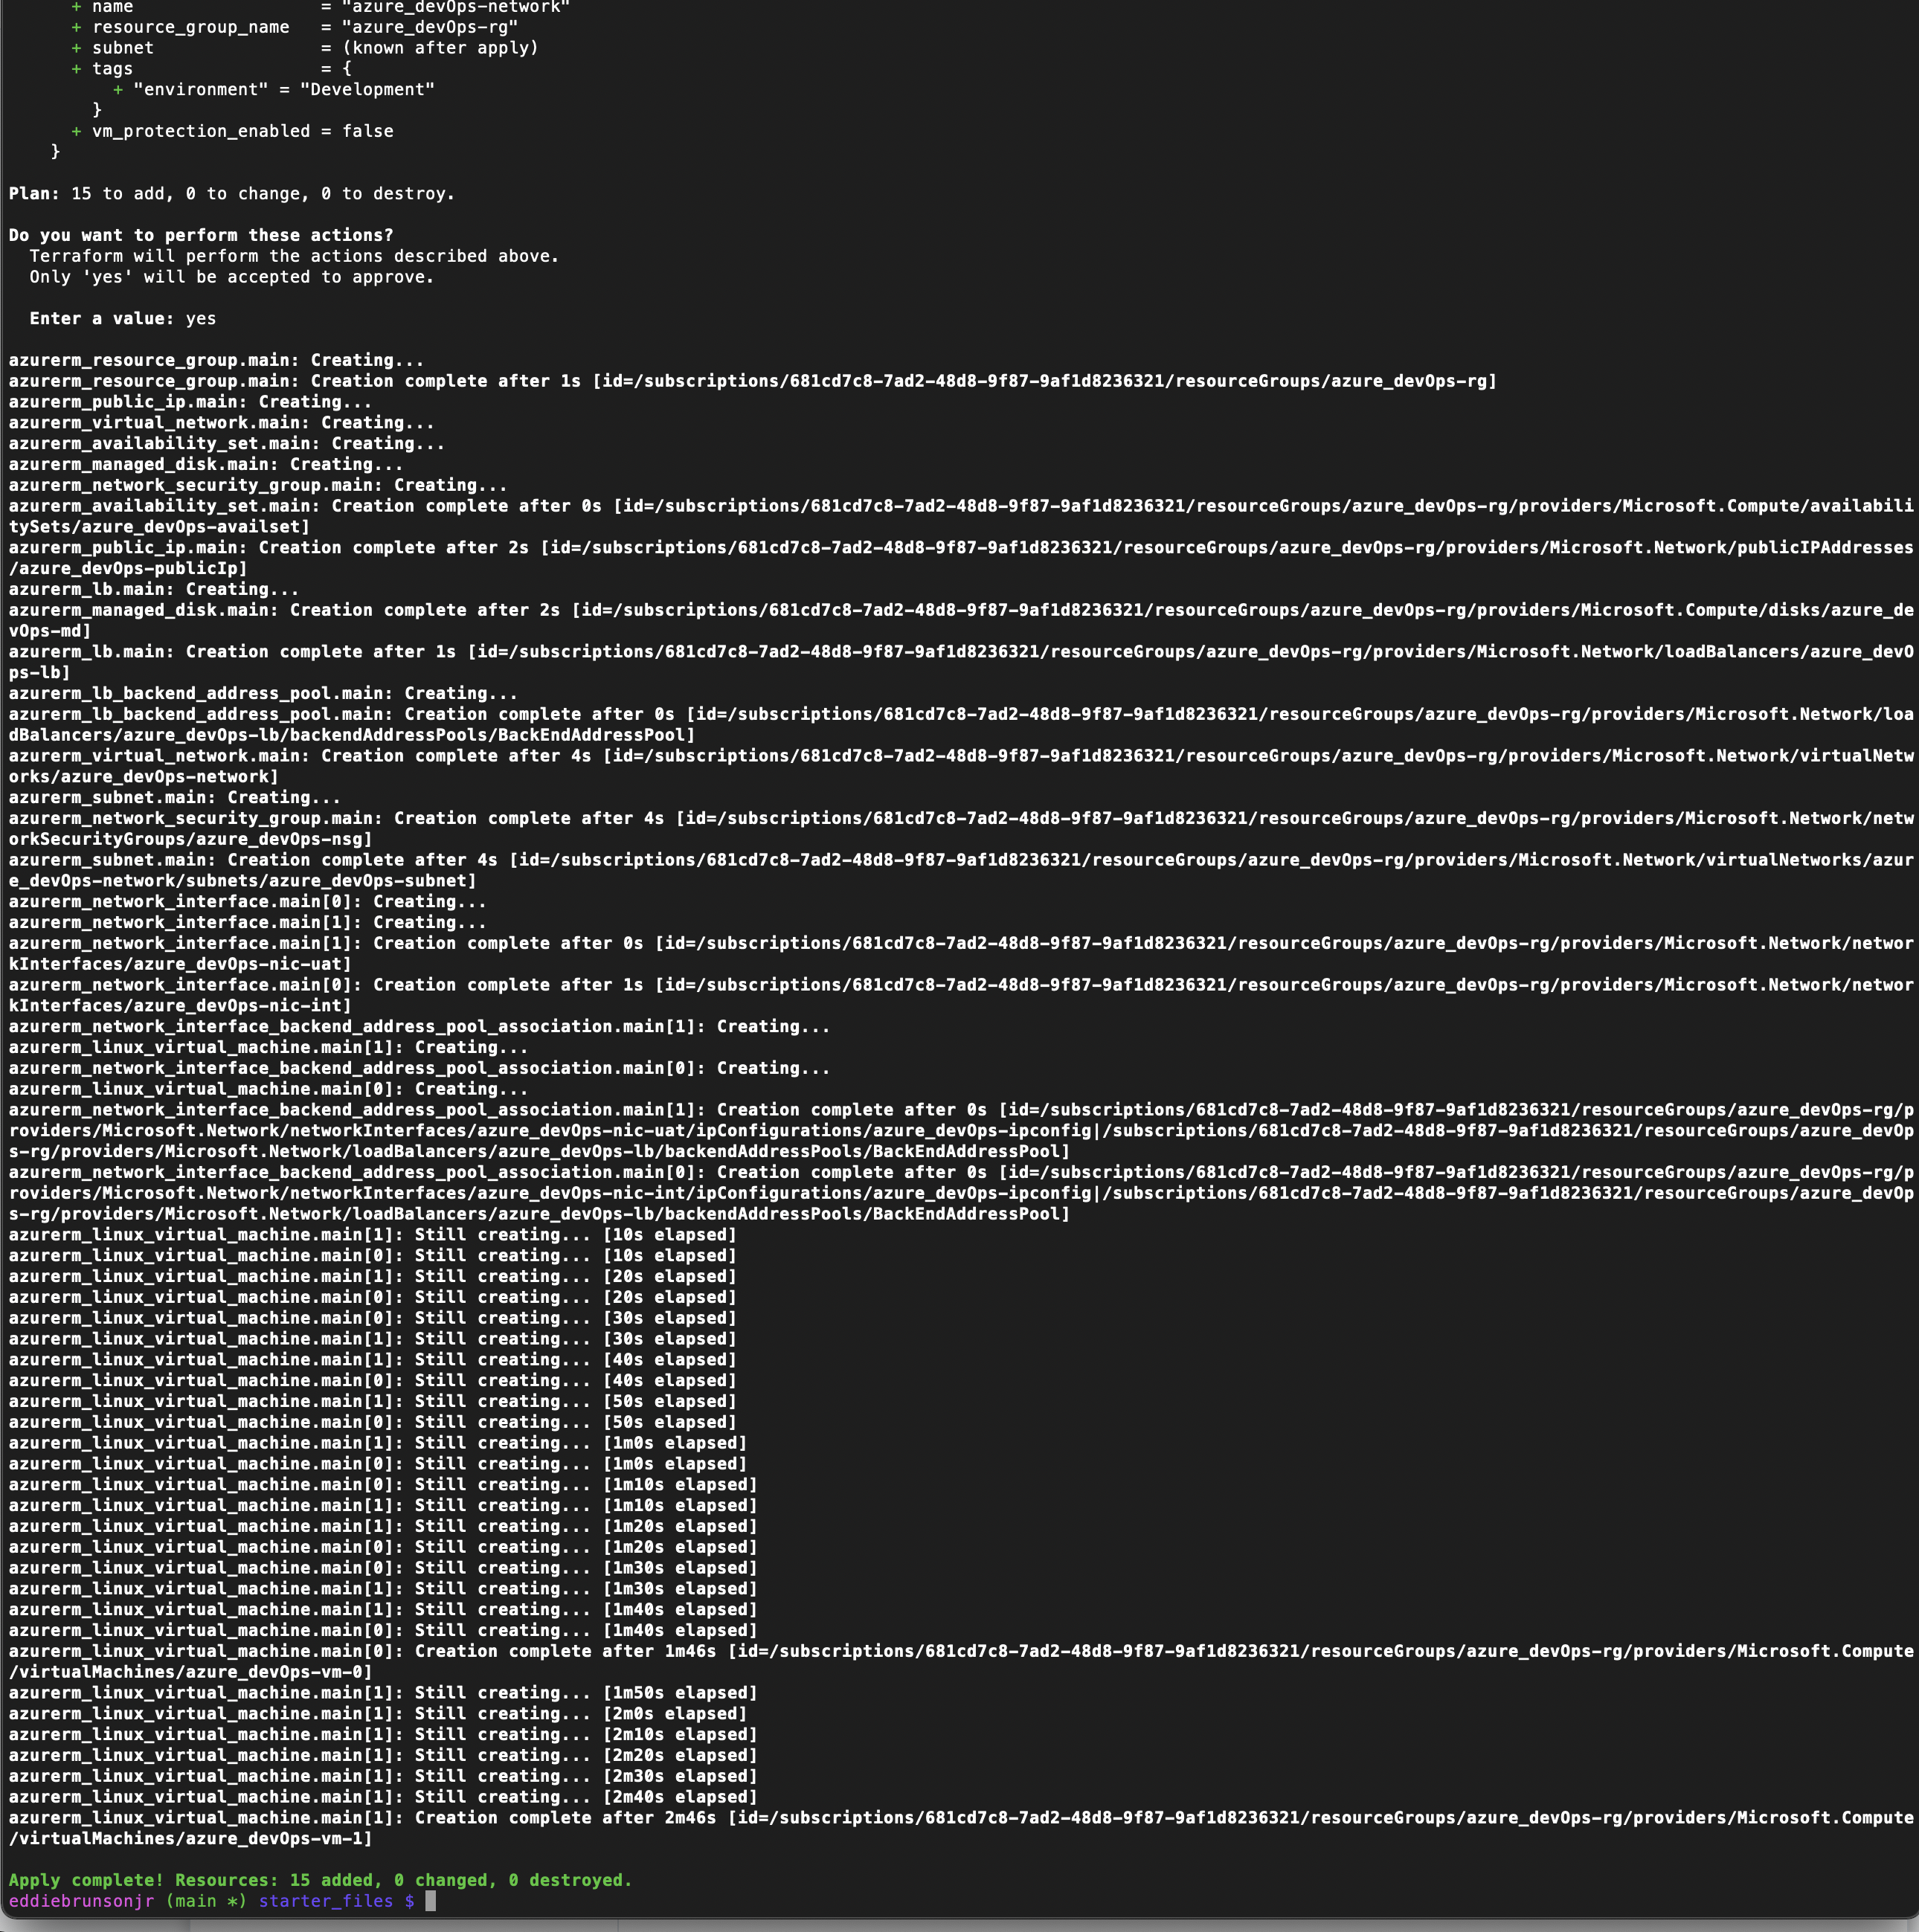 + name                  = "azure_devOps-network"
+ resource_group_name   = "azure_devOps-rg"
+ subnet                = (known after apply)
+ tags                  = {
+ "environment" = "Development"
}
+ vm_protection_enabled = false
}
Plan: 15 to add, 0 to change, 0 to destroy.
Do you want to perform these actions?
Terraform will perform the actions described above.
Only 'yes' will be accepted to approve.
Enter a value: yes
azurerm_resource_group.main: Creating...
azurerm_resource_group.main: Creation complete after 1s [id=/subscriptions/681cd7c8-7ad2-48d8-9f87-9af1d8236321/resourceGroups/azure_devOps-rg]
azurerm_public_ip.main: Creating...
azurerm_virtual_network.main: Creating...
azurerm_availability_set.main: Creating...
azurerm_managed_disk.main: Creating...
azurerm_network_security_group.main: Creating...
azurerm_availability_set.main: Creation complete after 0s [id=/subscriptions/681cd7c8-7ad2-48d8-9f87-9af1d8236321/resourceGroups/azure_devOps-rg/providers/Microsoft.Compute/availabili
tySets/azure_devOps-availset]
azurerm_public_ip.main: Creation complete after 2s [id=/subscriptions/681cd7c8-7ad2-48d8-9f87-9af1d8236321/resourceGroups/azure_devOps-rg/providers/Microsoft.Network/publicIPAddresses
/azure_devOps-publicIp]
azurerm_lb.main: Creating...
azurerm_managed_disk.main: Creation complete after 2s [id=/subscriptions/681cd7c8-7ad2-48d8-9f87-9af1d8236321/resourceGroups/azure_devOps-rg/providers/Microsoft.Compute/disks/azure_de
vOps-md]
azurerm_lb.main: Creation complete after 1s [id=/subscriptions/681cd7c8-7ad2-48d8-9f87-9af1d8236321/resourceGroups/azure_devOps-rg/providers/Microsoft.Network/loadBalancers/azure_devO
ps-lb]
azurerm_lb_backend_address_pool.main: Creating...
azurerm_lb_backend_address_pool.main: Creation complete after 0s [id=/subscriptions/681cd7c8-7ad2-48d8-9f87-9af1d8236321/resourceGroups/azure_devOps-rg/providers/Microsoft.Network/loa
dBalancers/azure_devOps-lb/backendAddressPools/BackEndAddressPool]
azurerm_virtual_network.main: Creation complete after 4s [id=/subscriptions/681cd7c8-7ad2-48d8-9f87-9af1d8236321/resourceGroups/azure_devOps-rg/providers/Microsoft.Network/virtualNetw
orks/azure_devOps-network]
azurerm_subnet.main: Creating...
azurerm_network_security_group.main: Creation complete after 4s [id=/subscriptions/681cd7c8-7ad2-48d8-9f87-9af1d8236321/resourceGroups/azure_devOps-rg/providers/Microsoft.Network/netw
orkSecurityGroups/azure_devOps-nsg]
azurerm_subnet.main: Creation complete after 4s [id=/subscriptions/681cd7c8-7ad2-48d8-9f87-9af1d8236321/resourceGroups/azure_devOps-rg/providers/Microsoft.Network/virtualNetworks/azur
e_devOps-network/subnets/azure_devOps-subnet]
azurerm_network_interface.main[0]: Creating...
azurerm_network_interface.main[1]: Creating...
azurerm_network_interface.main[1]: Creation complete after 0s [id=/subscriptions/681cd7c8-7ad2-48d8-9f87-9af1d8236321/resourceGroups/azure_devOps-rg/providers/Microsoft.Network/networ
kInterfaces/azure_devOps-nic-uat]
azurerm_network_interface.main[0]: Creation complete after 1s [id=/subscriptions/681cd7c8-7ad2-48d8-9f87-9af1d8236321/resourceGroups/azure_devOps-rg/providers/Microsoft.Network/networ
kInterfaces/azure_devOps-nic-int]
azurerm_network_interface_backend_address_pool_association.main[1]: Creating...
azurerm_linux_virtual_machine.main[1]: Creating...
azurerm_network_interface_backend_address_pool_association.main[0]: Creating...
azurerm_linux_virtual_machine.main[0]: Creating...
azurerm_network_interface_backend_address_pool_association.main[1]: Creation complete after 0s [id=/subscriptions/681cd7c8-7ad2-48d8-9f87-9af1d8236321/resourceGroups/azure_devOps-rg/p
roviders/Microsoft.Network/networkInterfaces/azure_devOps-nic-uat/ipConfigurations/azure_devOps-ipconfig|/subscriptions/681cd7c8-7ad2-48d8-9f87-9af1d8236321/resourceGroups/azure_devOp
s-rg/providers/Microsoft.Network/loadBalancers/azure_devOps-lb/backendAddressPools/BackEndAddressPool]
azurerm_network_interface_backend_address_pool_association.main[0]: Creation complete after 0s [id=/subscriptions/681cd7c8-7ad2-48d8-9f87-9af1d8236321/resourceGroups/azure_devOps-rg/p
roviders/Microsoft.Network/networkInterfaces/azure_devOps-nic-int/ipConfigurations/azure_devOps-ipconfig|/subscriptions/681cd7c8-7ad2-48d8-9f87-9af1d8236321/resourceGroups/azure_devOp
s-rg/providers/Microsoft.Network/loadBalancers/azure_devOps-lb/backendAddressPools/BackEndAddressPool]
azurerm_linux_virtual_machine.main[1]: Still creating... [10s elapsed]
azurerm_linux_virtual_machine.main[0]: Still creating... [10s elapsed]
azurerm_linux_virtual_machine.main[1]: Still creating... [20s elapsed]
azurerm_linux_virtual_machine.main[0]: Still creating... [20s elapsed]
azurerm_linux_virtual_machine.main[0]: Still creating... [30s elapsed]
azurerm_linux_virtual_machine.main[1]: Still creating... [30s elapsed]
azurerm_linux_virtual_machine.main[1]: Still creating... [40s elapsed]
azurerm_linux_virtual_machine.main[0]: Still creating... [40s elapsed]
azurerm_linux_virtual_machine.main[1]: Still creating... [50s elapsed]
azurerm_linux_virtual_machine.main[0]: Still creating... [50s elapsed]
azurerm_linux_virtual_machine.main[1]: Still creating... [1m0s elapsed]
azurerm_linux_virtual_machine.main[0]: Still creating... [1m0s elapsed]
azurerm_linux_virtual_machine.main[0]: Still creating... [1m10s elapsed]
azurerm_linux_virtual_machine.main[1]: Still creating... [1m10s elapsed]
azurerm_linux_virtual_machine.main[1]: Still creating... [1m20s elapsed]
azurerm_linux_virtual_machine.main[0]: Still creating... [1m20s elapsed]
azurerm_linux_virtual_machine.main[0]: Still creating... [1m30s elapsed]
azurerm_linux_virtual_machine.main[1]: Still creating... [1m30s elapsed]
azurerm_linux_virtual_machine.main[1]: Still creating... [1m40s elapsed]
azurerm_linux_virtual_machine.main[0]: Still creating... [1m40s elapsed]
azurerm_linux_virtual_machine.main[0]: Creation complete after 1m46s [id=/subscriptions/681cd7c8-7ad2-48d8-9f87-9af1d8236321/resourceGroups/azure_devOps-rg/providers/Microsoft.Compute
/virtualMachines/azure_devOps-vm-0]
azurerm_linux_virtual_machine.main[1]: Still creating... [1m50s elapsed]
azurerm_linux_virtual_machine.main[1]: Still creating... [2m0s elapsed]
azurerm_linux_virtual_machine.main[1]: Still creating... [2m10s elapsed]
azurerm_linux_virtual_machine.main[1]: Still creating... [2m20s elapsed]
azurerm_linux_virtual_machine.main[1]: Still creating... [2m30s elapsed]
azurerm_linux_virtual_machine.main[1]: Still creating... [2m40s elapsed]
azurerm_linux_virtual_machine.main[1]: Creation complete after 2m46s [id=/subscriptions/681cd7c8-7ad2-48d8-9f87-9af1d8236321/resourceGroups/azure_devOps-rg/providers/Microsoft.Compute
/virtualMachines/azure_devOps-vm-1]
Apply complete! Resources: 15 added, 0 changed, 0 destroyed.
eddiebrunsonjr (main *) starter_files $